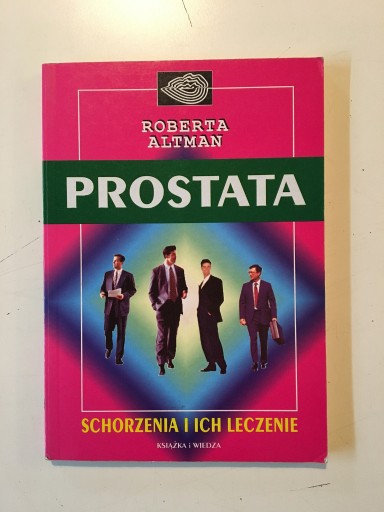 ROBERTA
ALTMAN
PROSTATA
SCHORZENIA I ICH LECZENIE
KSIĄŻKA i WIEDZA